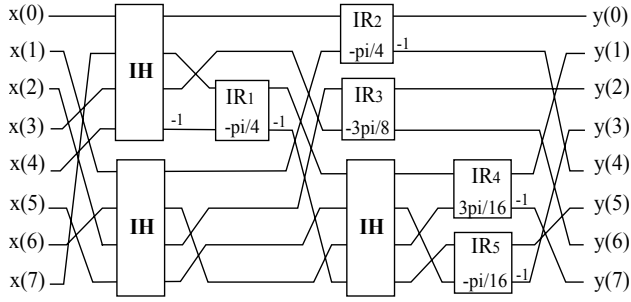 x(0) IR2 y(0)
-pi/4 -1
x(1) y(1)
IH
x(2) IR1 IR3 y(2)
x(3) -1 -pi/4 -1 -3pi/8 y(3)
x(4) IR4 y(4)
x(5) 3pi/16 -1 y(5)
IH IH
x(6) IR5 y(6)
x(7) -pi/16 -1 y(7)